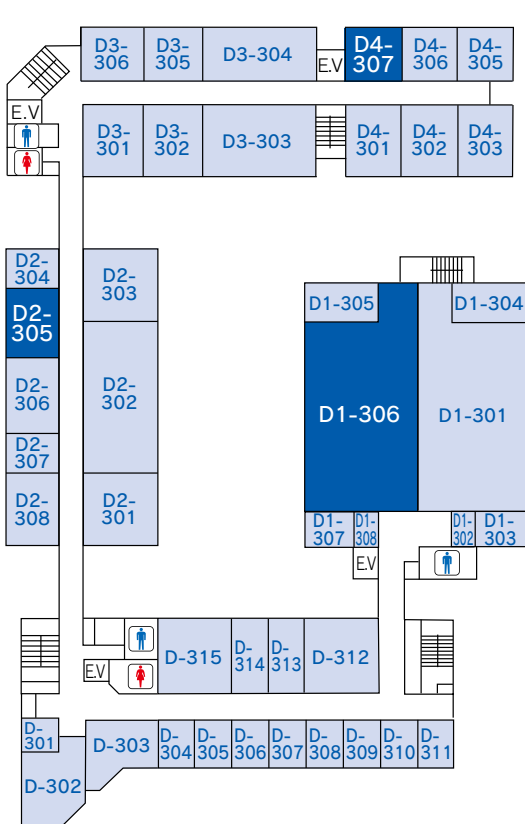 D3-
306
D3-
305
D3-304
E.V
D4-
307
D4-
306
D4-
305
E.V
D3-
301
D3-
302
D3-303
D4-
301
D4-
302
D4-
303
D2-
304
D2-
305
D2-
306
D2-
307
D2-
308
D2-
303
D2-
302
D2-
301
D1-305
D1-304
D1-306
D1-301
D1-
307
D1-
308
D1-
302
D1-
303
E.V
D-315
D-
314
D-
313
D-312
E.V
D-
301
D-302
D-303
D-
304
D-
305
D-
306
D-
307
D-
308
D-
309
D-
310
D-
311